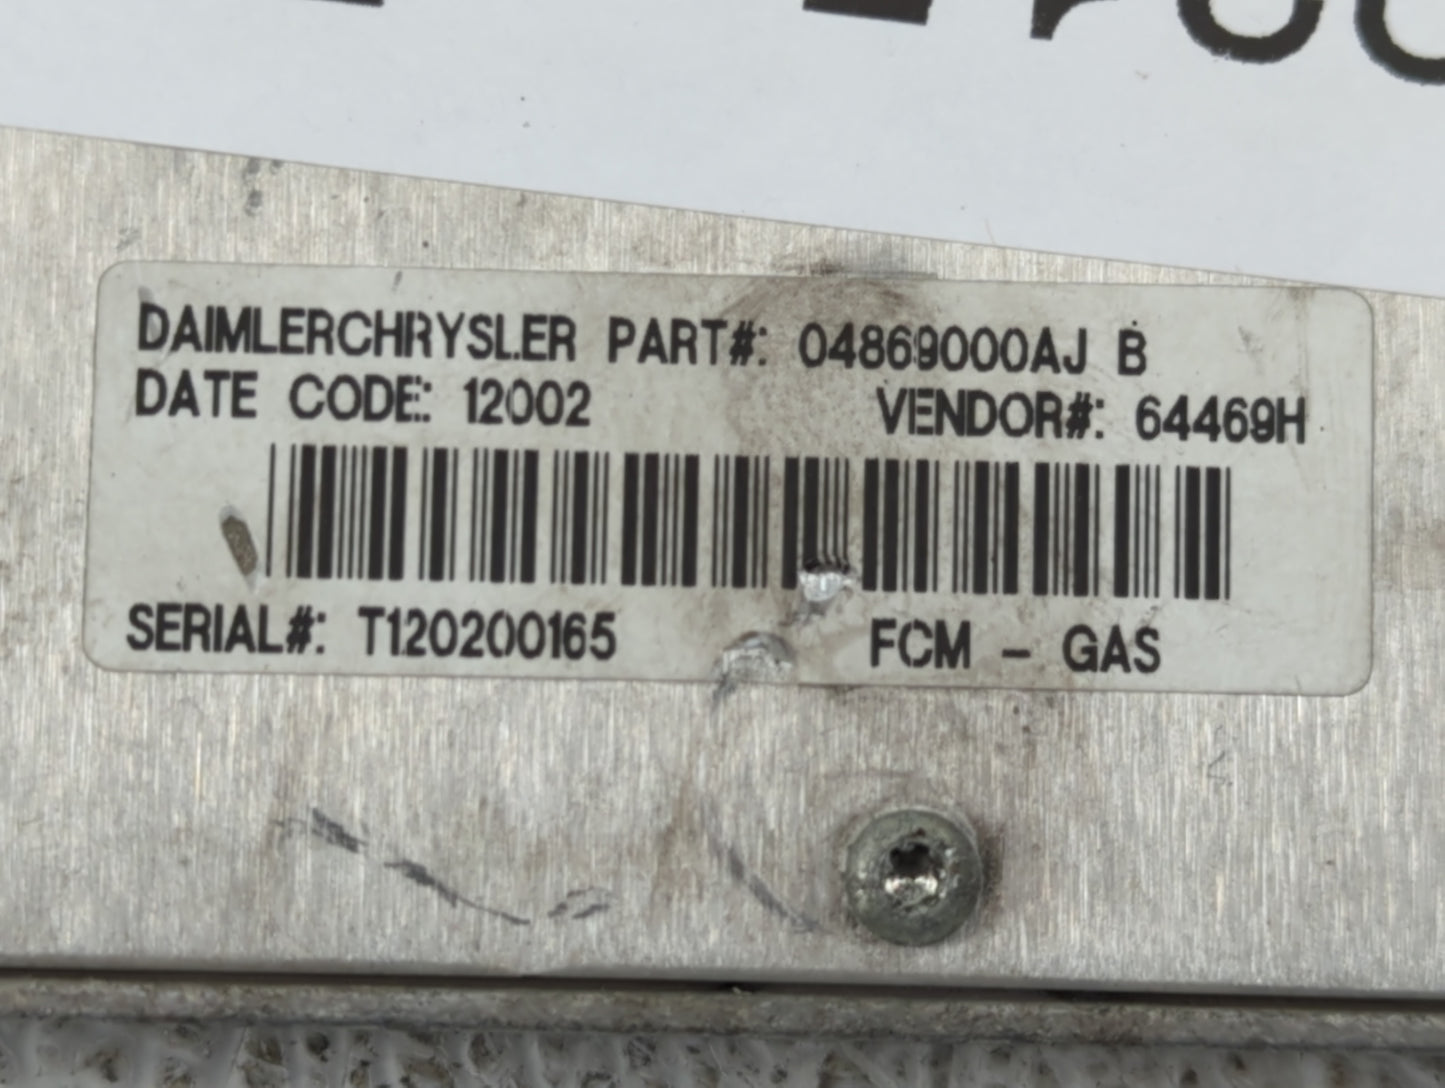 DAIMLERCHRYSLER PART#: 04869000AJ B
DATE CODE: 12002 VENDOR#: 64469H
SERIAL#: T120200165 FCM - GAS